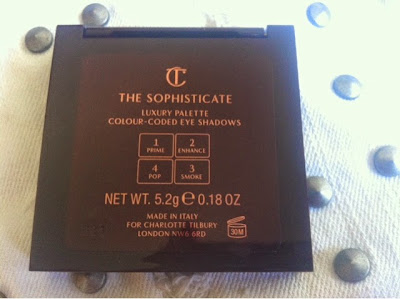 CT
THE SOPHISTICATE
LUXURY PALETTE
COLOUR-CODED EYE SHADOWS
1 2
PRIME ENHANCE
4 3
POP SMOKE
NET WT. 5.2g e 0.18 OZ
MADE IN ITALY
FOR CHARLOTTE TILBURY
LONDON NW6 6RD
30M